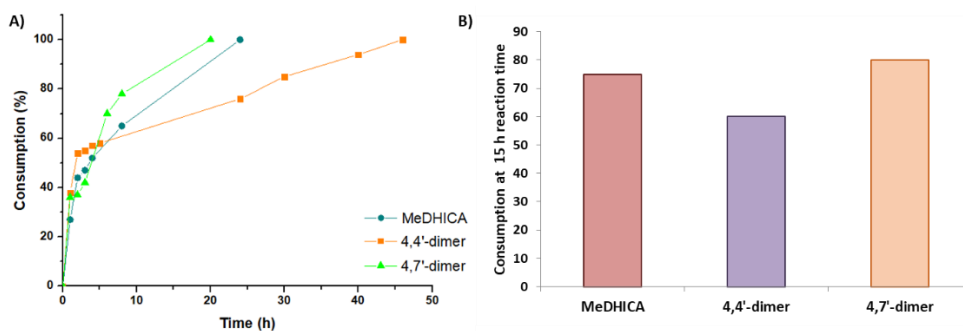 A)
Consumption (%)
100
80
60
40
20
0
0 10 20 30 40 50
Time (h)
MeDHICA
4,4'-dimer
4,7'-dimer
B)
Consumption at 15 h reaction time
90
80
70
60
50
40
30
20
10
0
MeDHICA 4,4'-dimer 4,7'-dimer